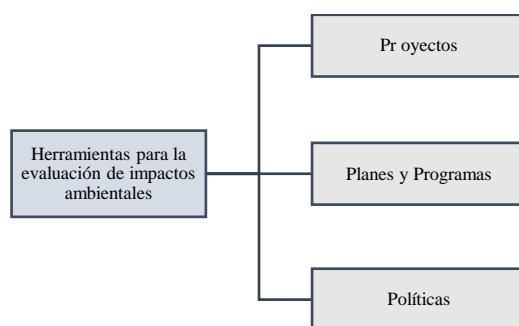 Herramientas para la
evaluación de impactos
ambientales
Pr oyectos
Planes y Programas
Políticas